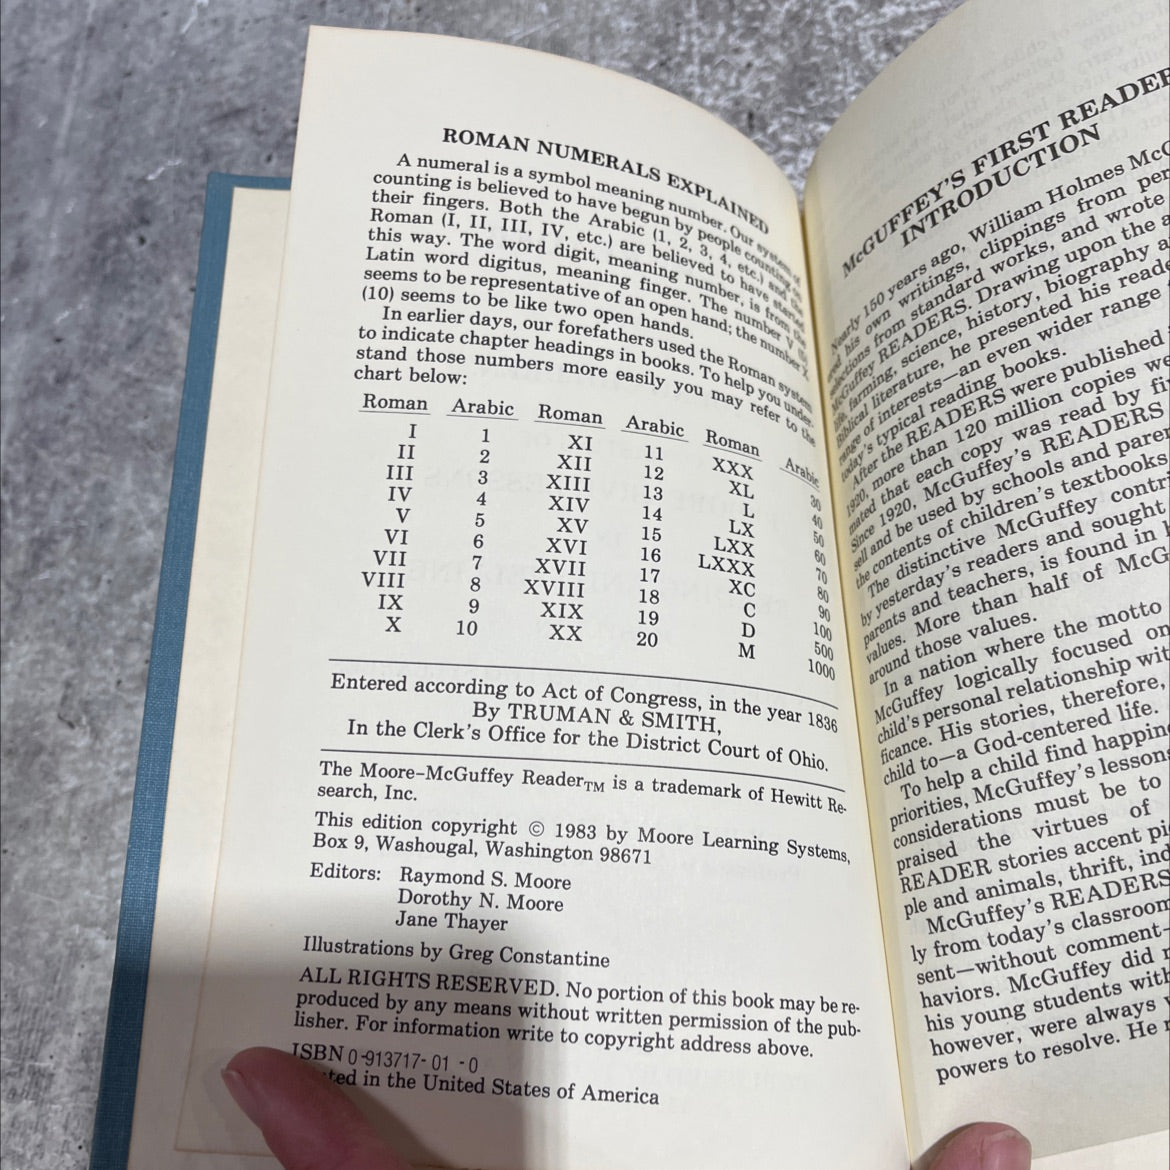 ROMAN NUMERALS EXPLAINED
A numeral is a symbol meaning number. Our system of
counting is believed to have begun by people counting on
their fingers. Both the Arabic (1, 2, 3, 4, etc.) and the
Roman (I, II, III, IV, etc.) are believed to have started
this way. The word digit, meaning number, is from the
Latin word digitus, meaning finger. The number V (5)
seems to be representative of an open hand; the number X
(10) seems to be like two open hands.
In earlier days, our forefathers used the Roman system
to indicate chapter headings in books. To help you under-
stand those numbers more easily you may refer to the
chart below:
Roman Arabic Roman Arabic Roman Arabic
I 1 XI 11 XXX 30
II 2 XII 12 XL 40
III 3 XIII 13 L 50
IV 4 XIV 14 LX 60
V 5 XV 15 LXX 70
VI 6 XVI 16 LXXX 80
VII 7 XVII 17 XC 90
VIII 8 XVIII 18 C 100
IX 9 XIX 19 D 500
X 10 XX 20 M 1000
Entered according to Act of Congress, in the year 1836
By TRUMAN & SMITH,
In the Clerk's Office for the District Court of Ohio.
The Moore–McGuffey Reader™ is a trademark of Hewitt Re-
search, Inc.
This edition copyright © 1983 by Moore Learning Systems,
Box 9, Washougal, Washington 98671
Editors: Raymond S. Moore
Dorothy N. Moore
Jane Thayer
Illustrations by Greg Constantine
ALL RIGHTS RESERVED. No portion of this book may be re-
produced by any means without written permission of the pub-
lisher. For information write to copyright address above.
ISBN 0-913717-01-0
ted in the United States of America
McGUFFEY'S FIRST READER
INTRODUCTION
Nearly 150 years ago, William Holmes McG
his own writings, clippings from per
from standard works, and wrote
McGuffey READERS. Drawing upon the a
life, farming, science, history, biography a
Biblical literature, he presented his reade
range of interests—an even wider range
today's typical reading books.
After the READERS were published
1920, more than 120 million copies we
mated that each copy was read by fi
Since 1920, McGuffey's READERS
sell and be used by schools and paren
the contents of children's textbooks,
The distinctive McGuffey contri
by yesterday's readers and sought
parents and teachers, is found in
values. More than half of McG
around those values.
In a nation where the motto
McGuffey logically focused on
child's personal relationship wit
ficance. His stories, therefore,
child to—a God-centered life.
To help a child find happin
priorities, McGuffey's lesson
considerations must be to
praised the virtues of
READER stories accent pi
ple and animals, thrift, ind
McGuffey's READERS
ly from today's classroom
sent—without comment—
haviors. McGuffey did
his young students with
however, were always
powers to resolve. He